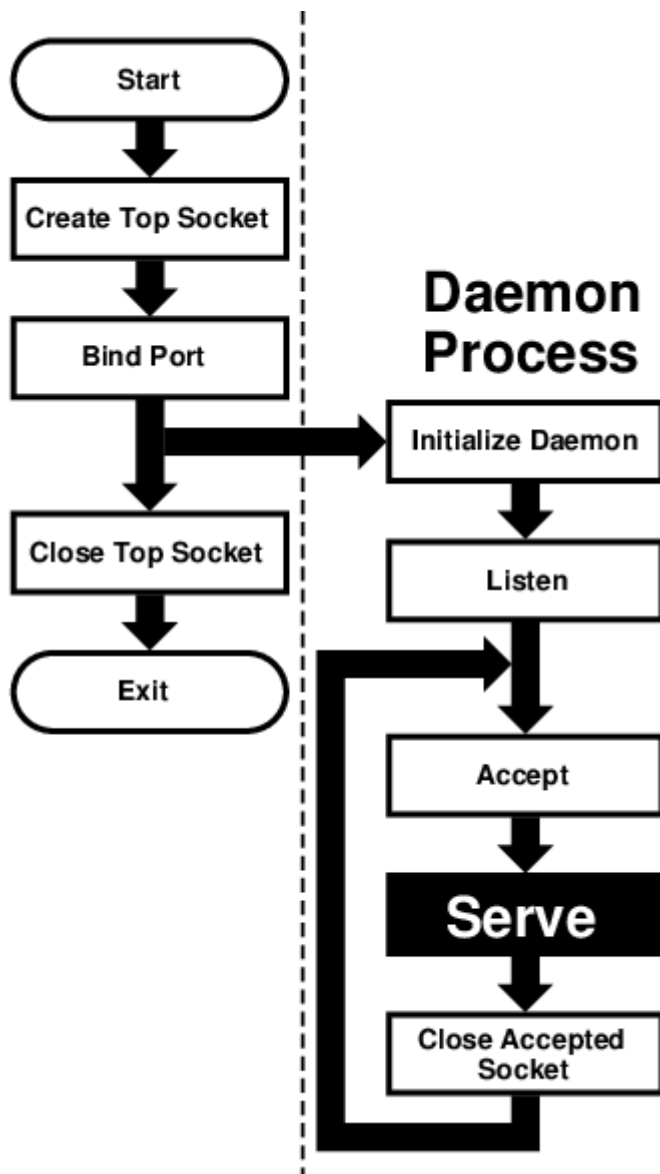 Start
Create Top Socket
Bind Port
Close Top Socket
Exit
Daemon
Process
Initialize Daemon
Listen
Accept
Serve
Close Accepted
Socket